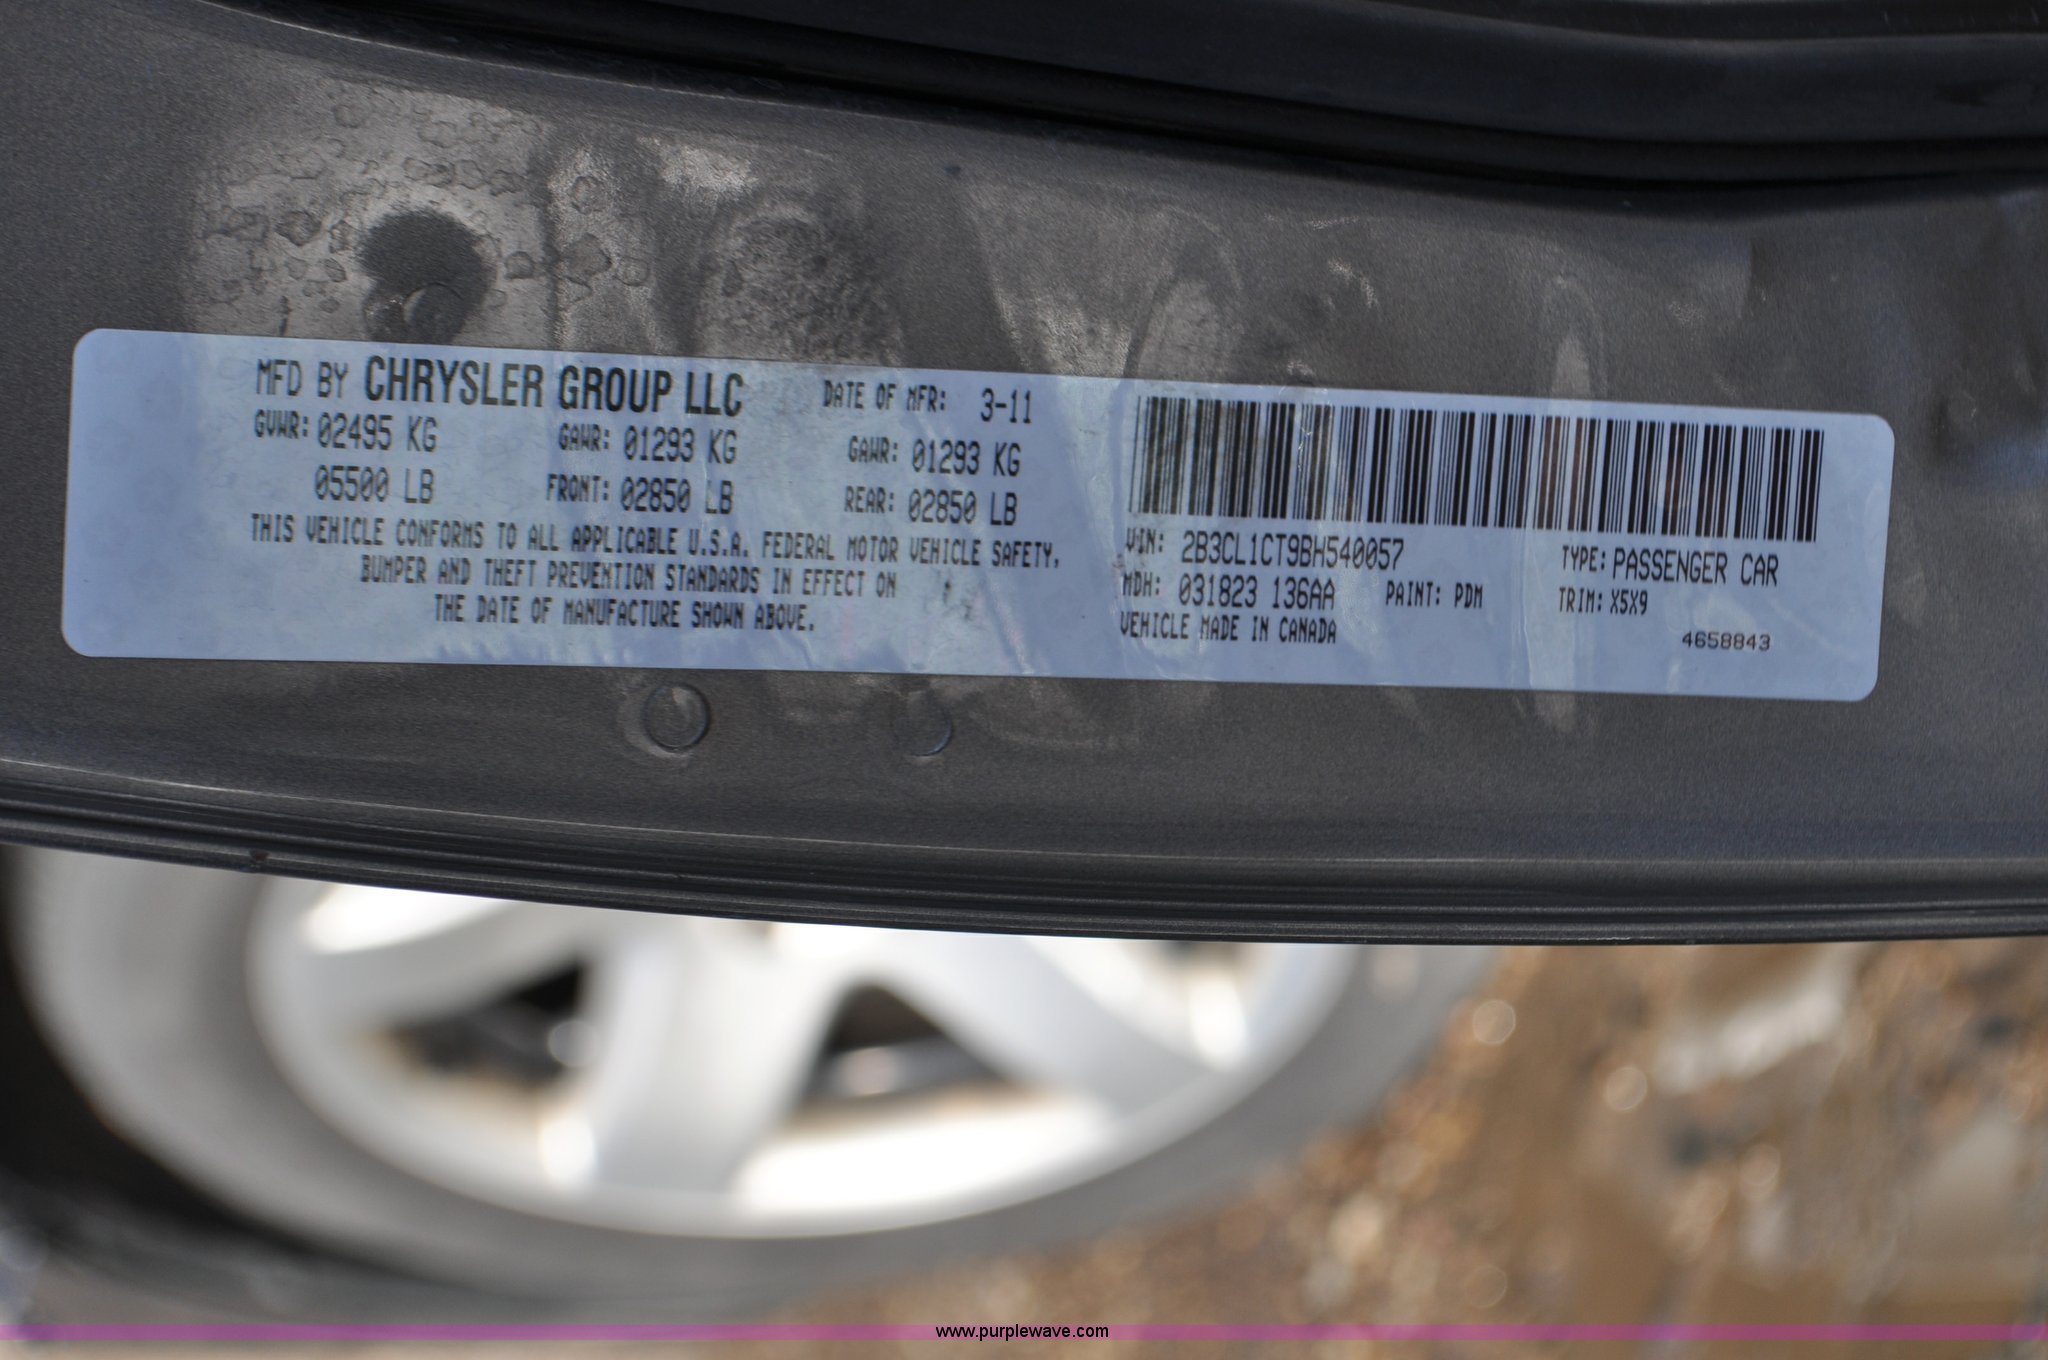 MFD BY CHRYSLER GROUP LLC DATE OF MFR: 3-11
GVWR: 02495 KG GAWR: 01293 KG GAWR: 01293 KG
05500 LB FRONT: 02850 LB REAR: 02850 LB
THIS VEHICLE CONFORMS TO ALL APPLICABLE U.S.A. FEDERAL MOTOR VEHICLE SAFETY,
BUMPER AND THEFT PREVENTION STANDARDS IN EFFECT ON
THE DATE OF MANUFACTURE SHOWN ABOVE.
VIN: 2B3CL1CT9BH540057 TYPE: PASSENGER CAR
MDH: 031823 136AA PAINT: PDM TRIM: X5X9
VEHICLE MADE IN CANADA 4658843
www.purplewave.com